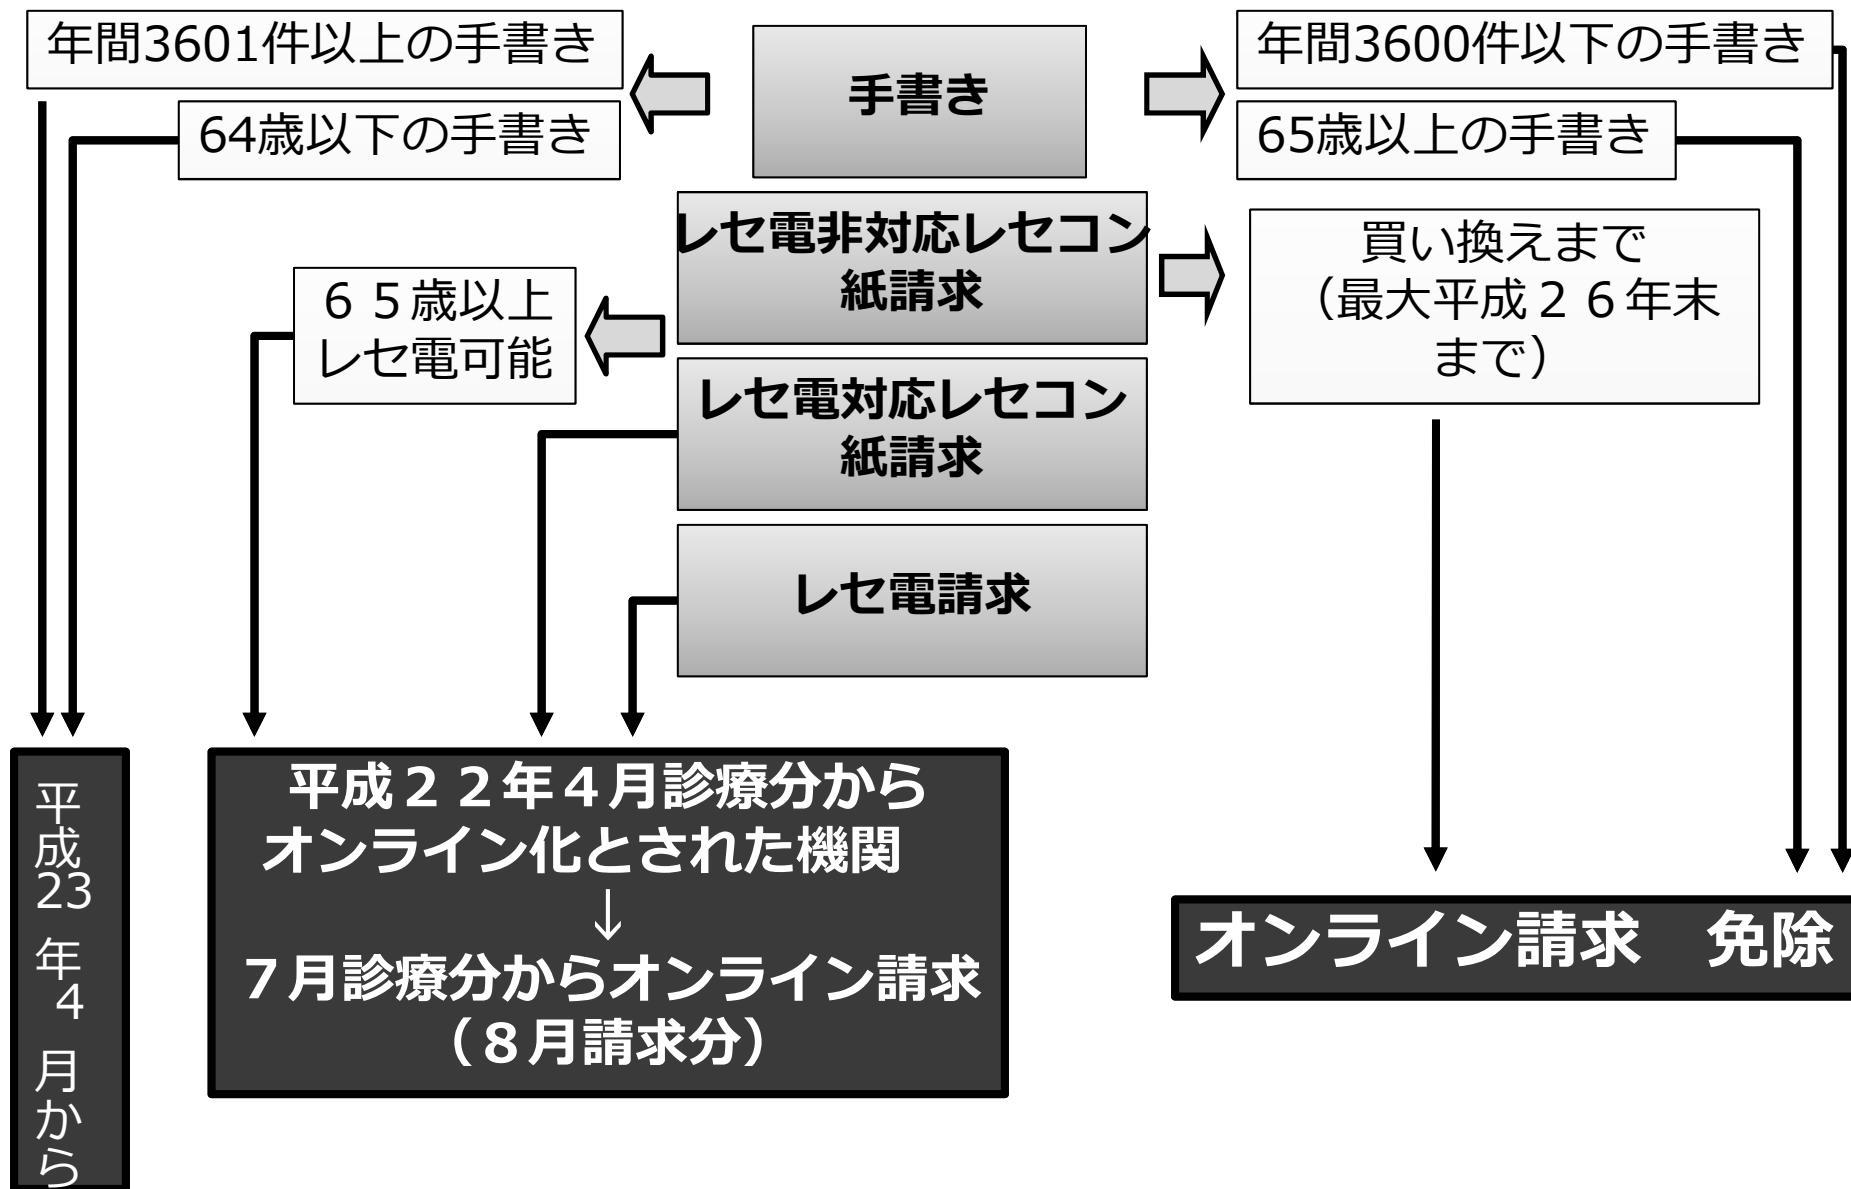 年間3601件以上の手書き
64歳以下の手書き
手書き
年間3600件以下の手書き
65歳以上の手書き
レセ電非対応レセコン
紙請求
買い換えまで
（最大平成２６年末
まで）
６５歳以上
レセ電可能
レセ電対応レセコン
紙請求
レセ電請求
平成23年４月から
平成２２年４月診療分から
オンライン化とされた機関
↓
７月診療分からオンライン請求
（８月請求分）
オンライン請求　免除